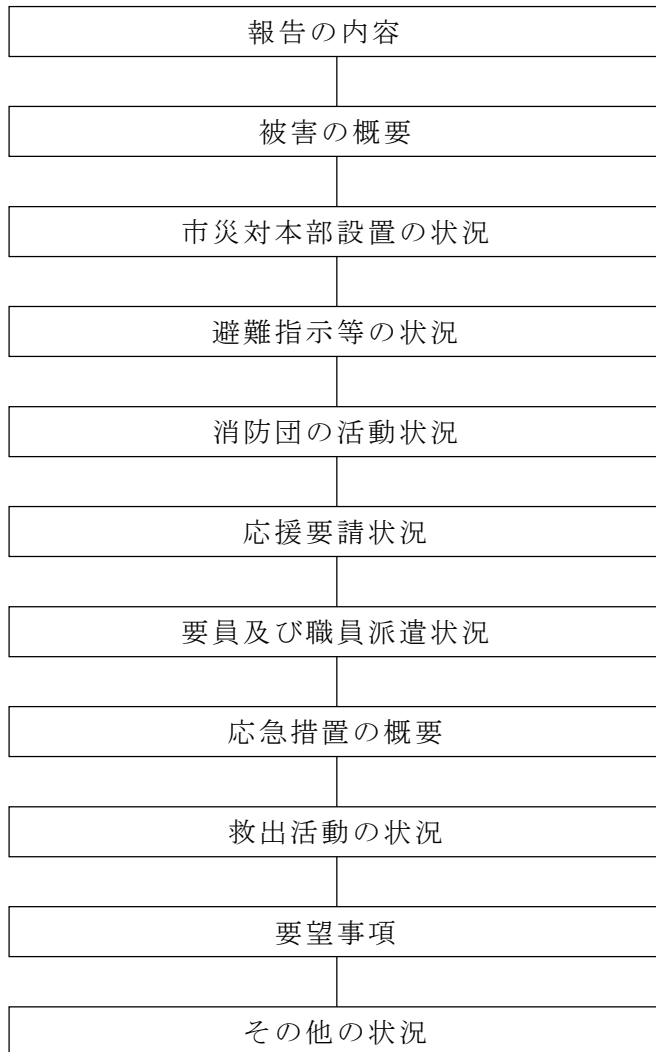 報告の内容
被害の概要
市災対本部設置の状況
避難指示等の状況
消防団の活動状況
応援要請状況
要員及び職員派遣状況
応急措置の概要
救出活動の状況
要望事項
その他の状況